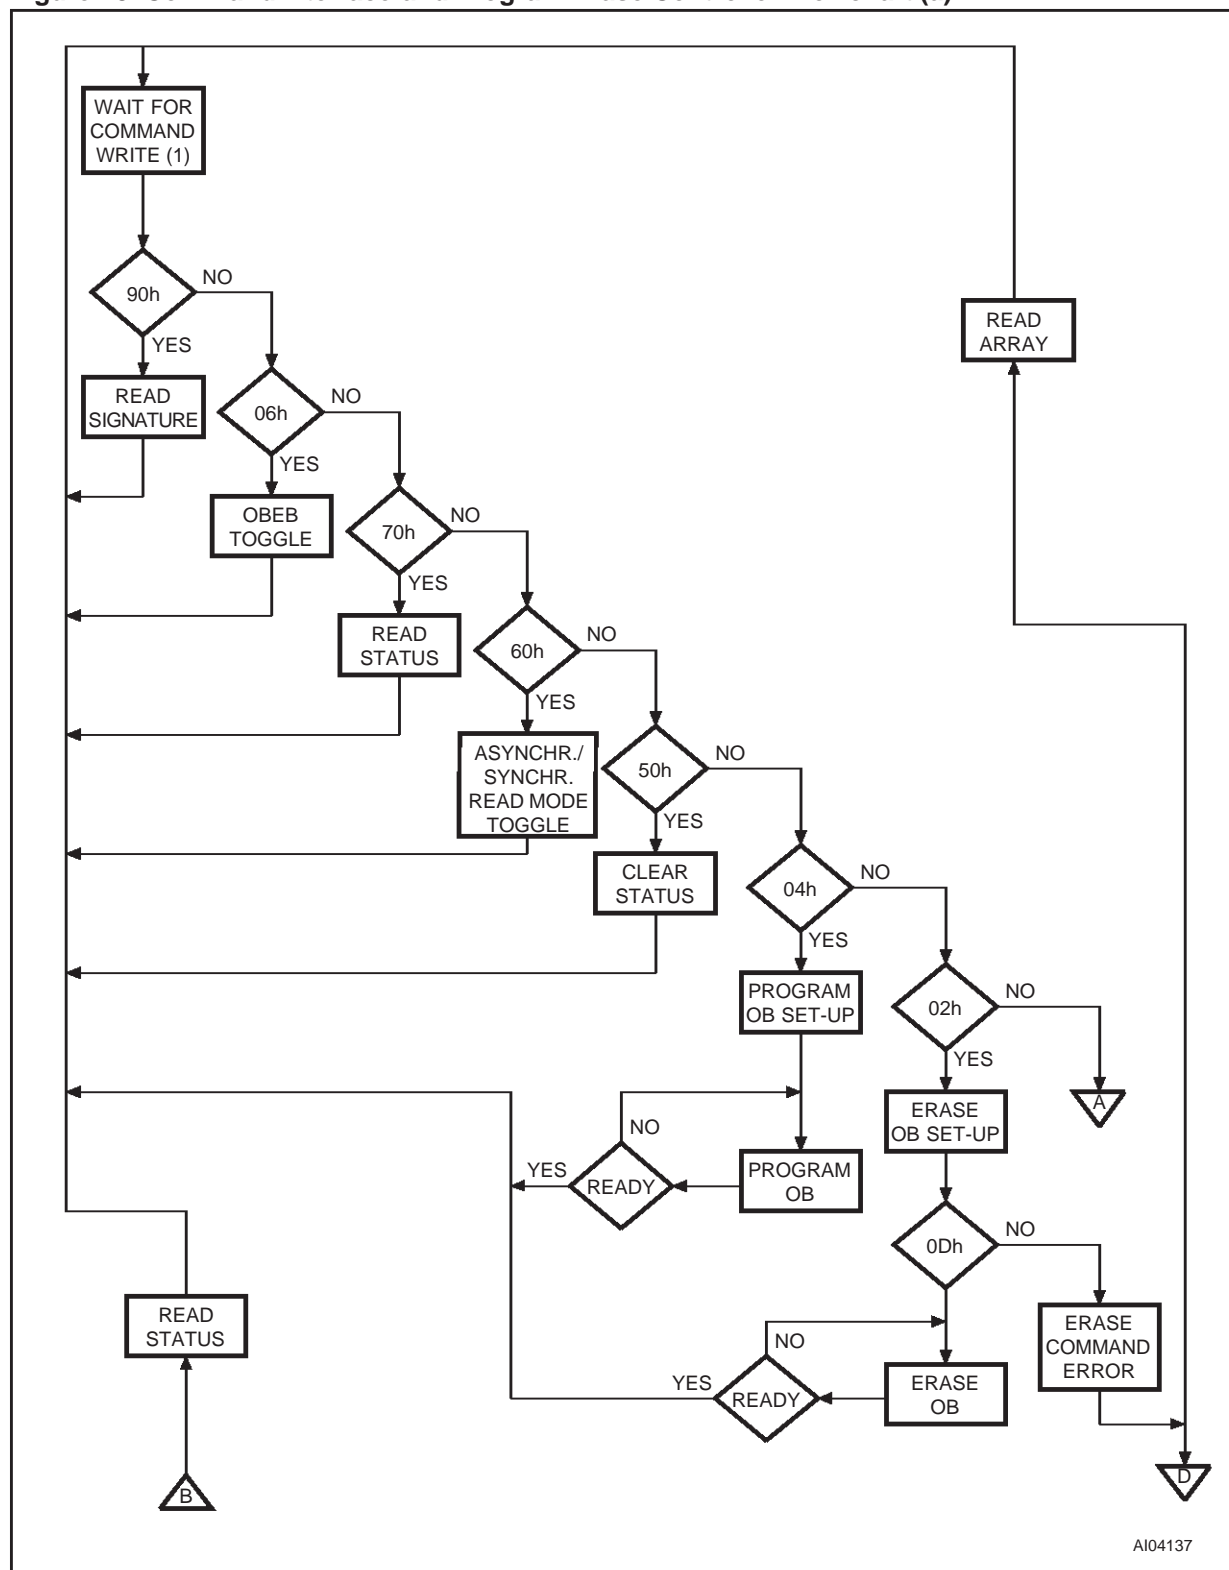 WAIT FOR
COMMAND
WRITE (1)
90h
NO
YES
READ
SIGNATURE
READ
ARRAY
06h
NO
YES
OBEB
TOGGLE
70h
NO
YES
READ
STATUS
60h
NO
YES
ASYNCHR./
SYNCHR.
READ MODE
TOGGLE
50h
NO
YES
CLEAR
STATUS
04h
NO
YES
PROGRAM
OB SET-UP
02h
NO
YES
A
ERASE
OB SET-UP
NO
YES
READY
PROGRAM
OB
0Dh
NO
READ
STATUS
ERASE
COMMAND
ERROR
NO
YES
READY
ERASE
OB
B
D
AI04137